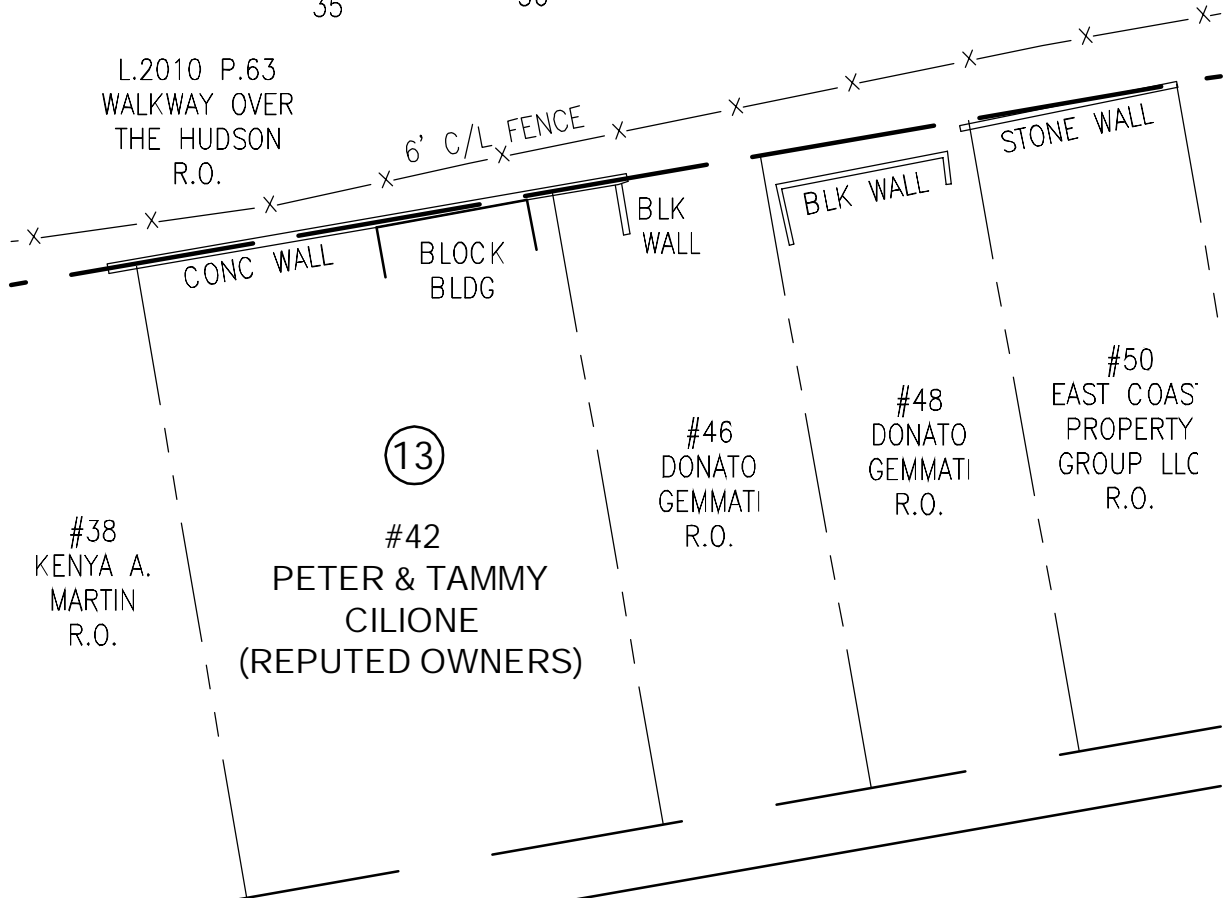 35
L.2010 P.63
WALKWAY OVER
THE HUDSON
R.O.
6' C/L FENCE
STONE WALL
BLK WALL
BLK
WALL
CONC WALL
BLOCK
BLDG
#50
EAST COAS
PROPERTY
GROUP LLC
R.O.
#48
DONATO
GEMMATI
R.O.
#46
DONATO
GEMMATI
R.O.
13
#42
PETER & TAMMY
CILIONE
(REPUTED OWNERS)
#38
KENYA A.
MARTIN
R.O.